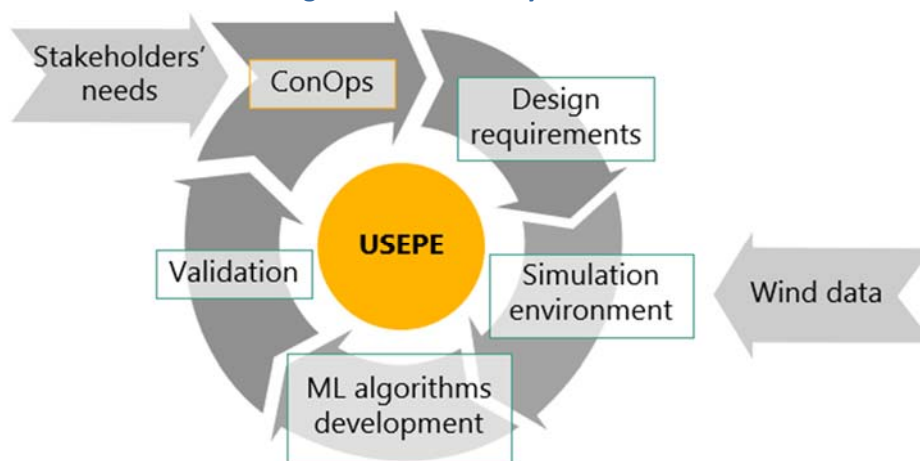 Stakeholders'
needs
ConOps
Design
requirements
USEPE
Validation
Simulation
environment
Wind data
ML algorithms
development